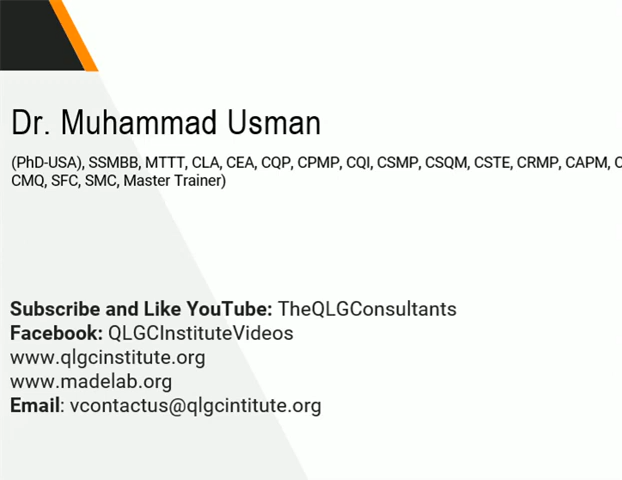 Dr. Muhammad Usman
(PhD-USA), SSMBB, MTTT, CLA, CEA, CQP, CPMP, CQI, CSMP, CSQM, CSTE, CRMP, CAPM,
CMQ, SFC, SMC, Master Trainer)
Subscribe and Like YouTube: TheQLGConsultants
Facebook: QLGCInstituteVideos
www.qlgcinstitute.org
www.madelab.org
Email: vcontactus@qlgcintitute.org